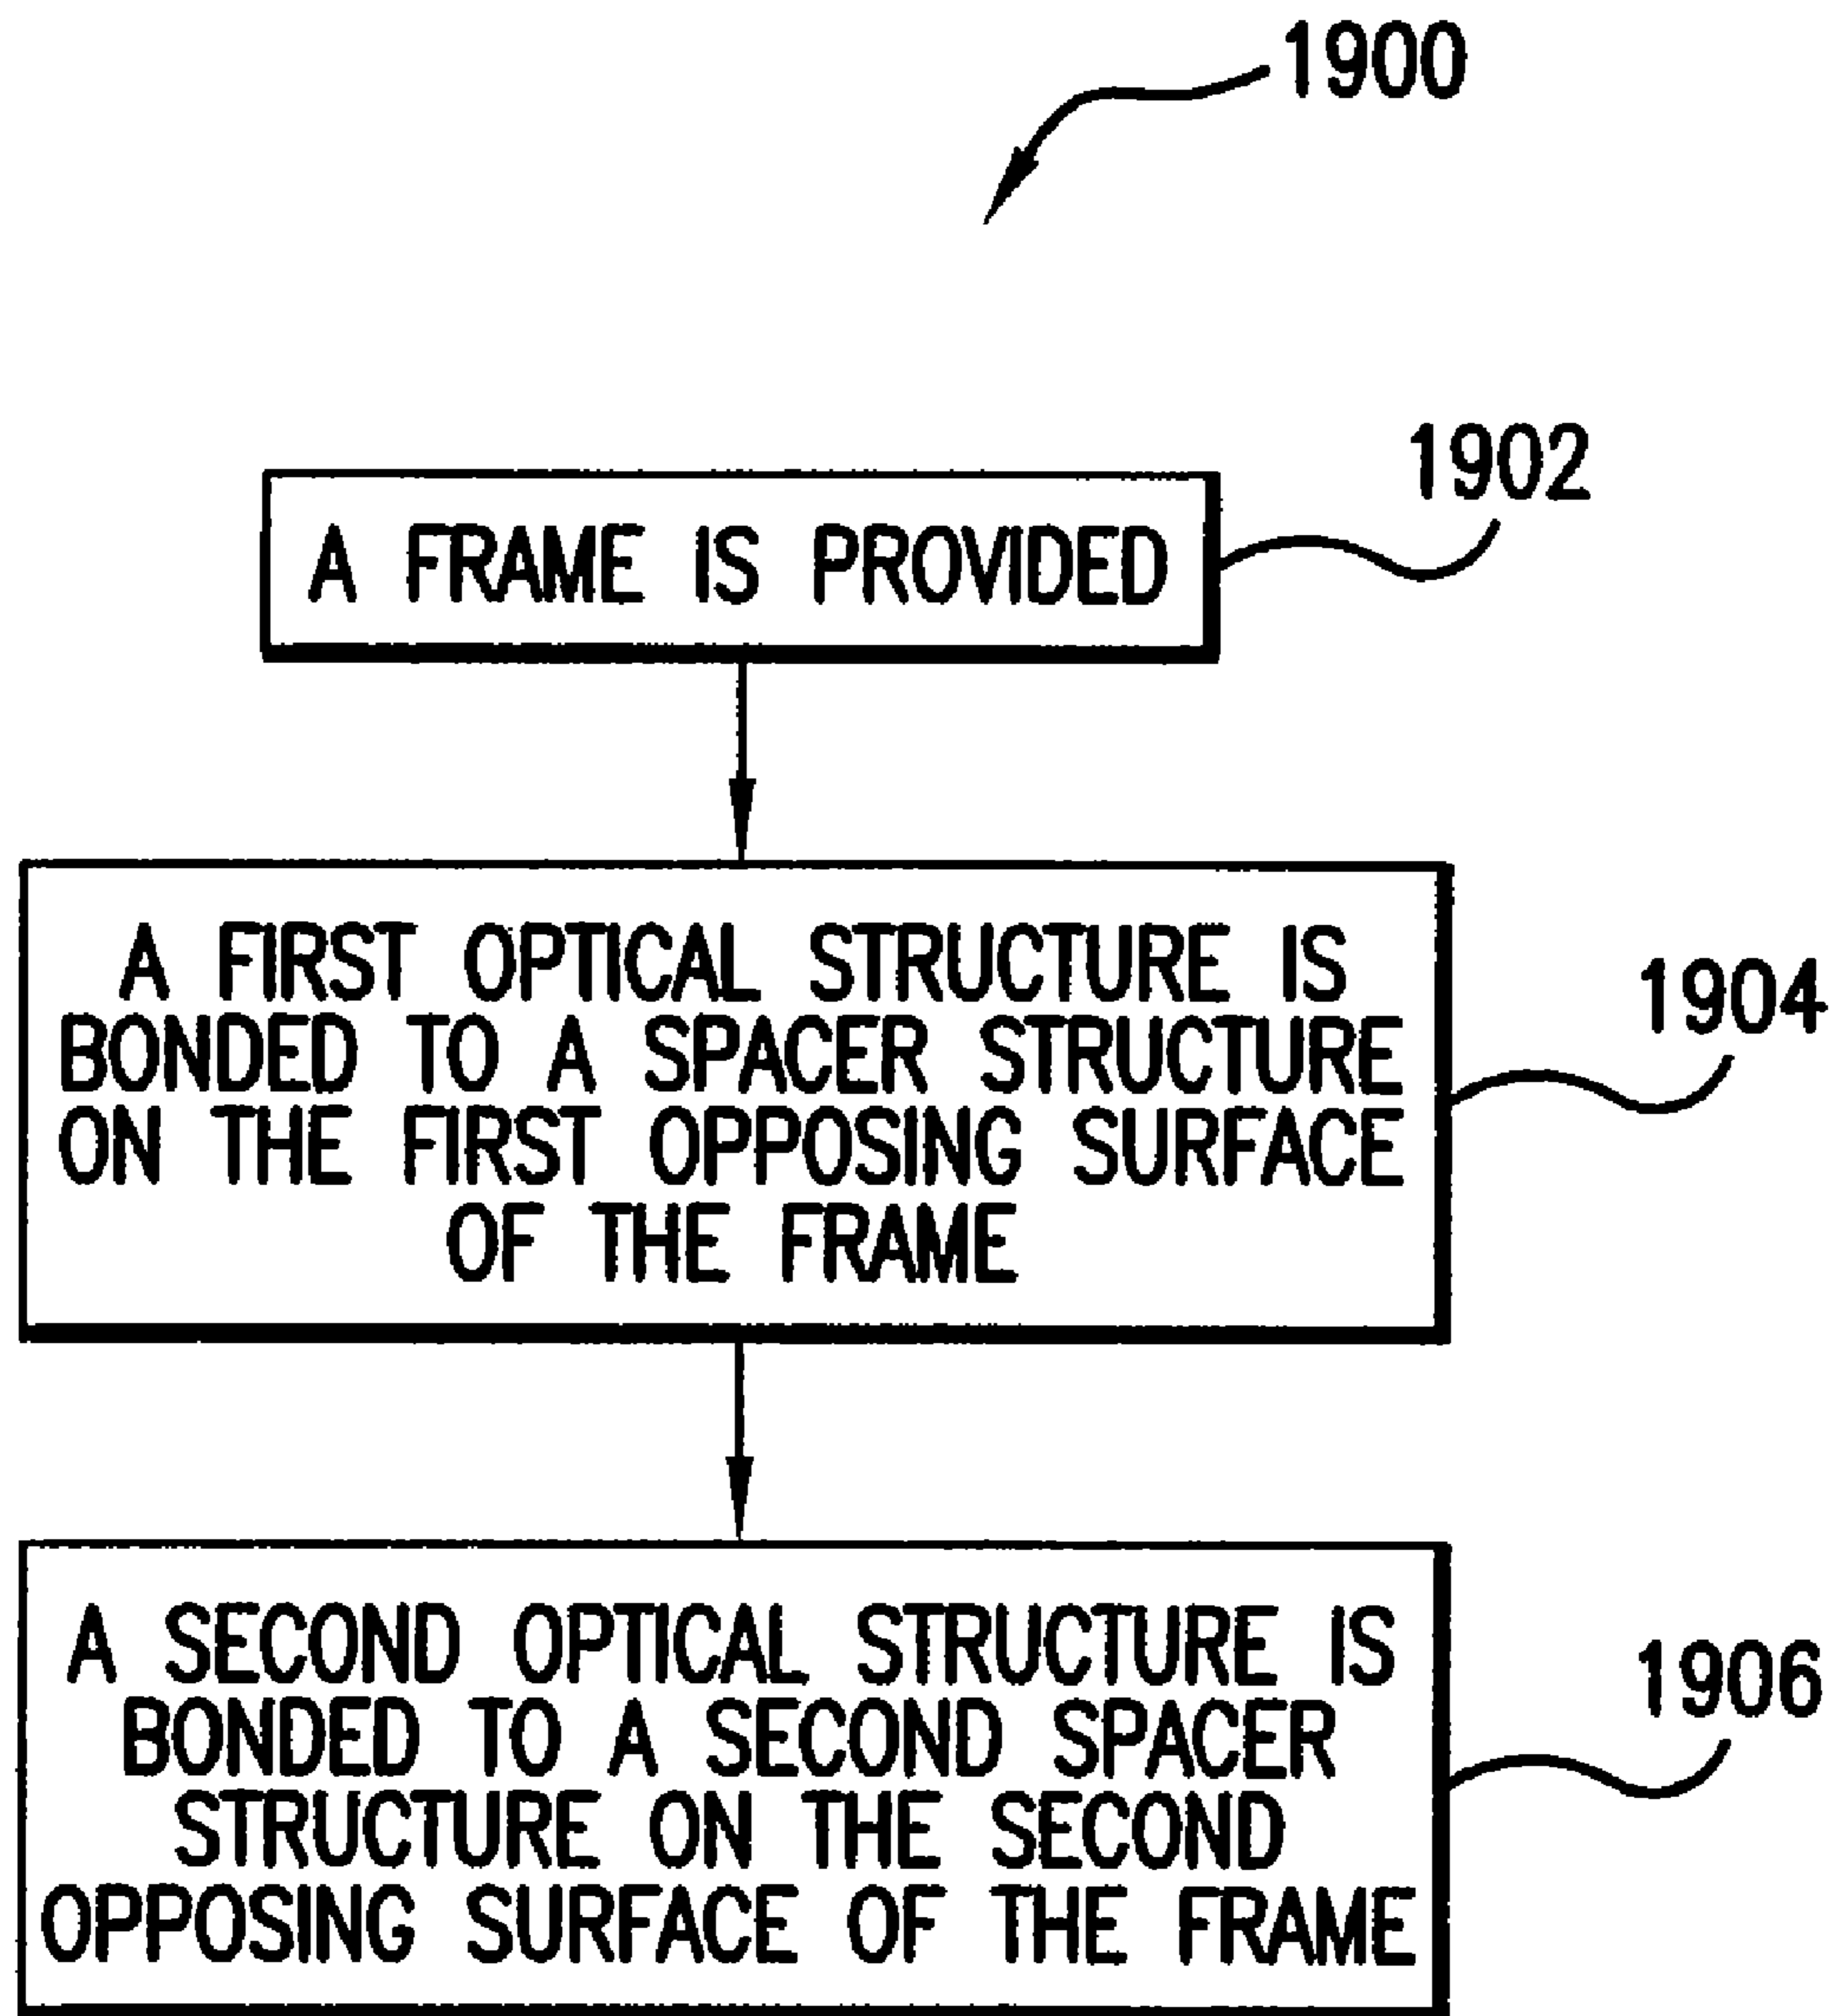 1900
1902
A FRAME IS PROVIDED
A FIRST OPTICAL STRUCTURE IS
BONDED TO A SPACER STRUCTURE
ON THE FIRST OPPOSING SURFACE
OF THE FRAME
1904
A SECOND OPTICAL STRUCTURE IS
BONDED TO A SECOND SPACER
STRUCTURE ON THE SECOND
OPPOSING SURFACE OF THE FRAME
1906